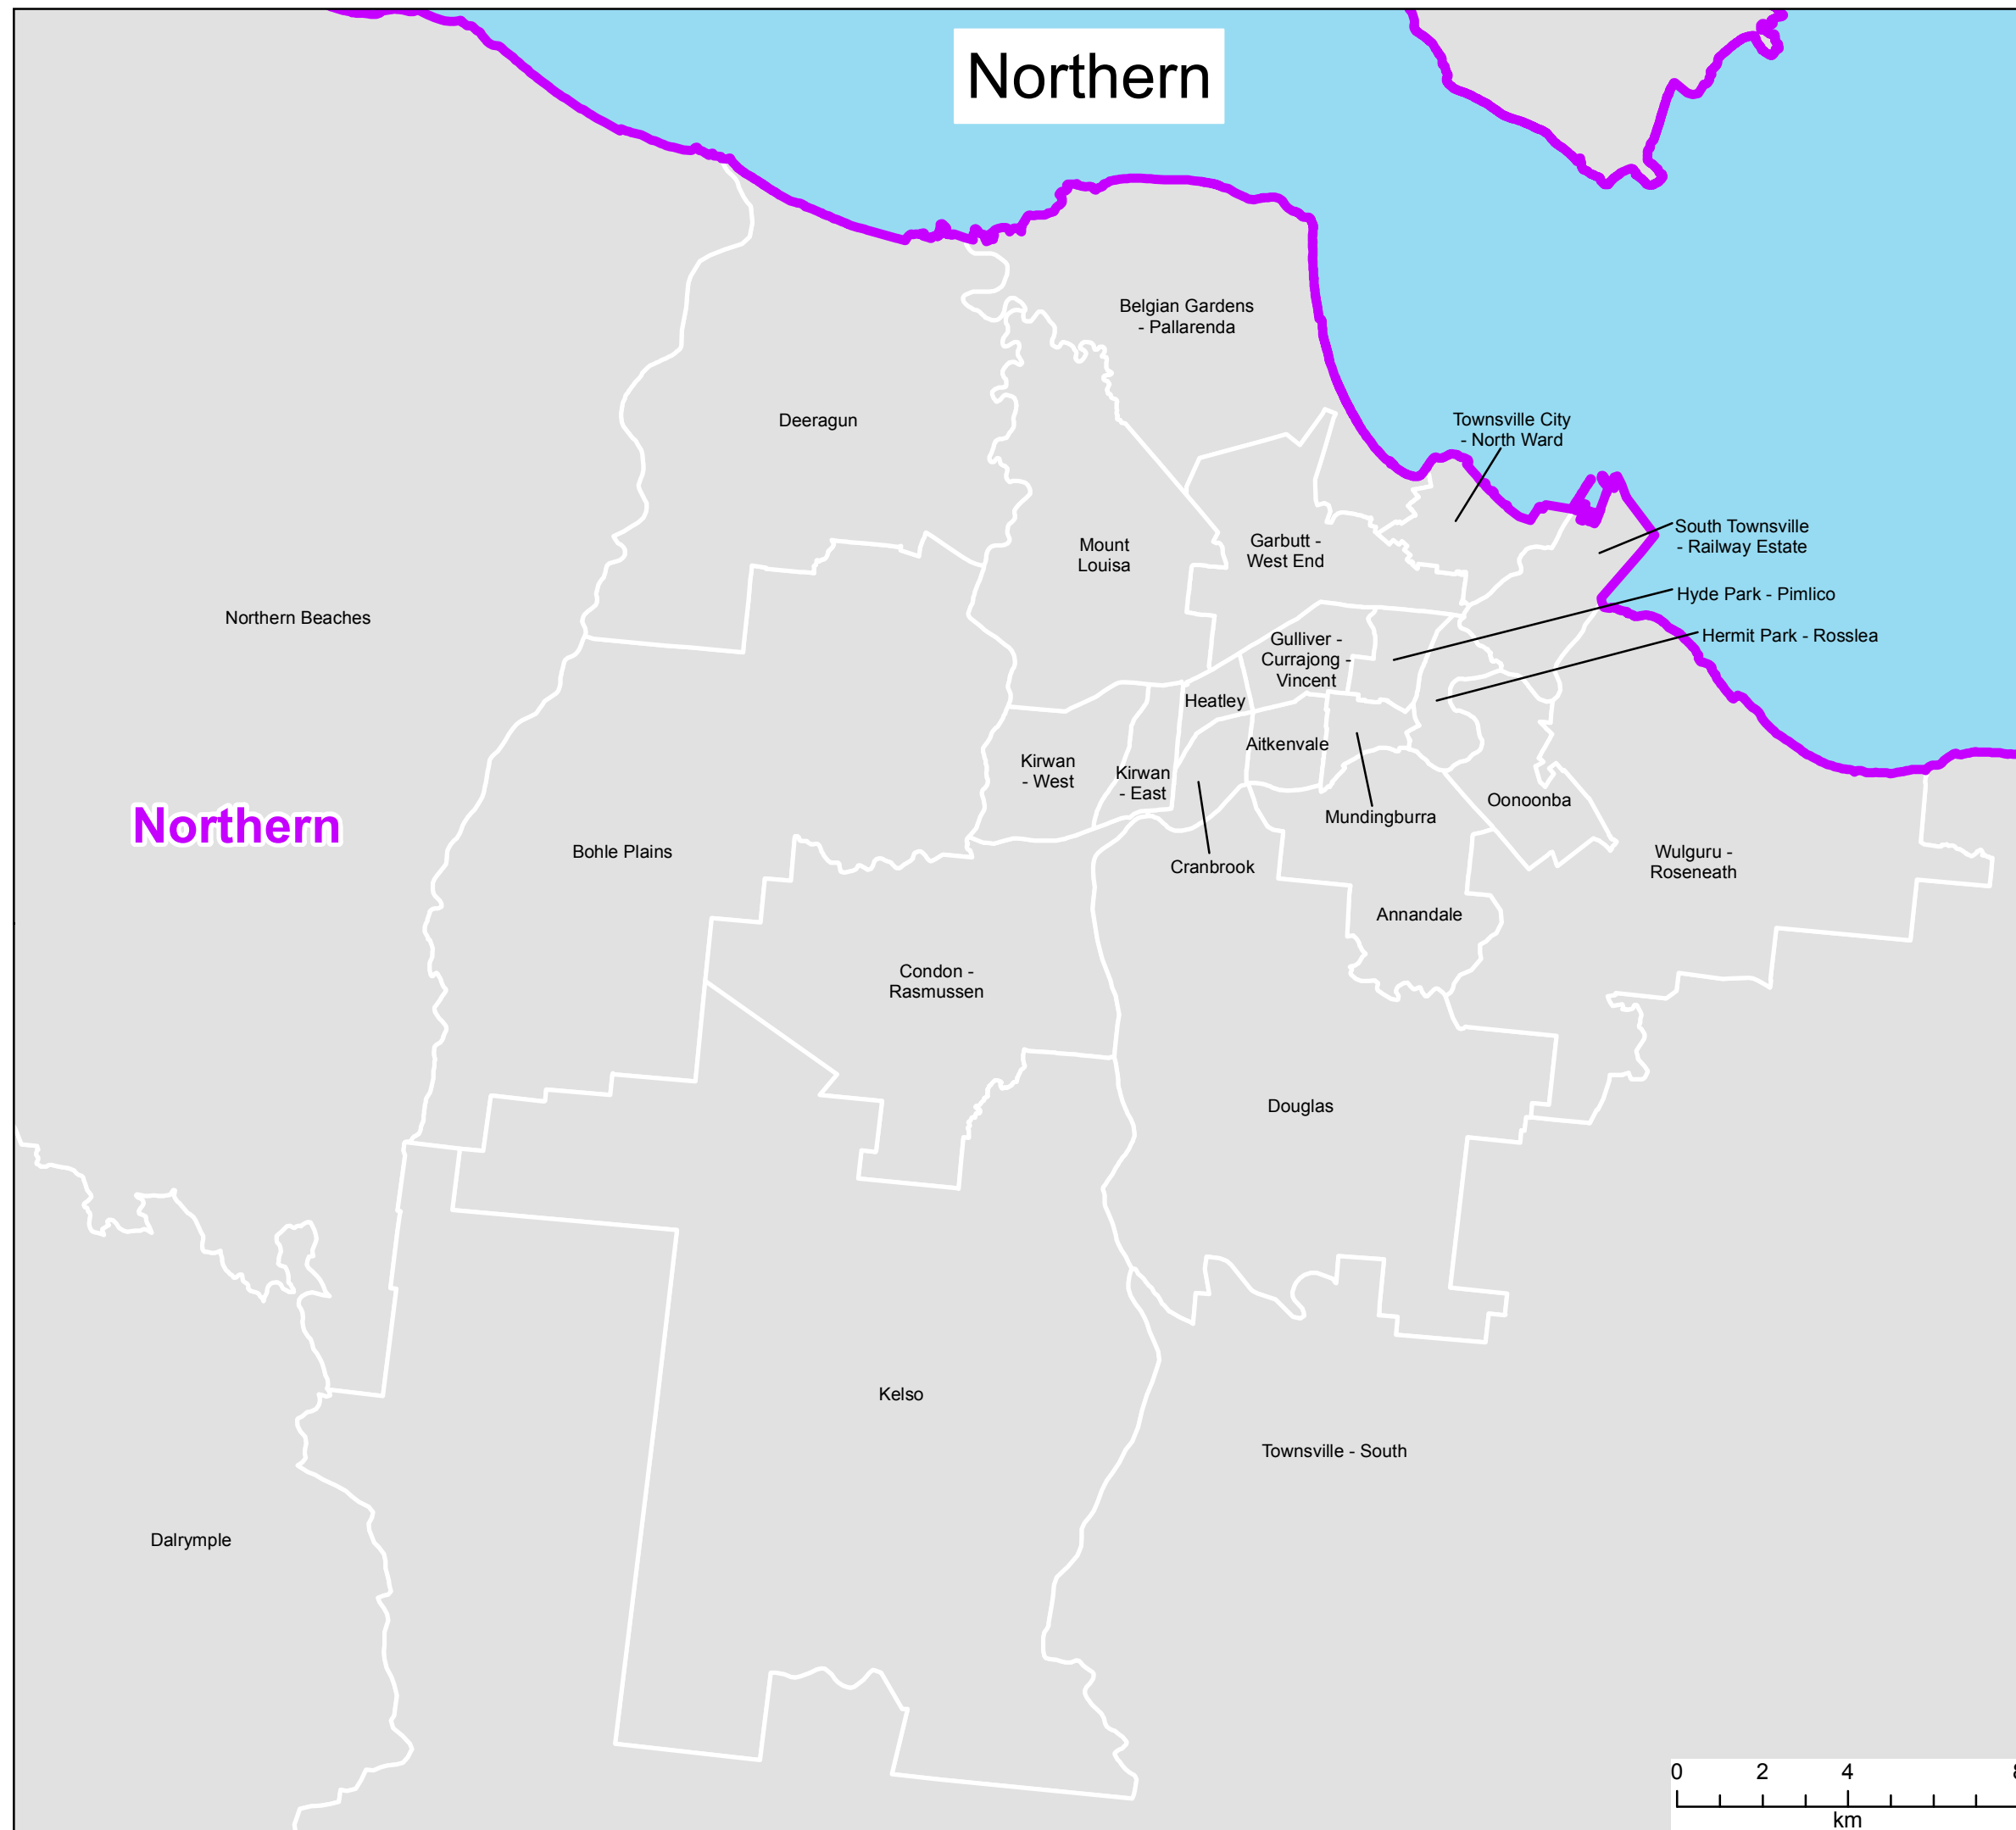 Northern
Belgian Gardens
- Pallarenda
Deeragun
Townsville City
- North Ward
South Townsville
- Railway Estate
Mount
Louisa
Garbutt -
West End
Hyde Park - Pimlico
Northern Beaches
Hermit Park - Rosslea
Gulliver -
Currajong -
Vincent
Heatley
Aitkenvale
Kirwan
- West
Kirwan
- East
Oonoonba
Mundingburra
Northern
Bohle Plains
Cranbrook
Wulguru -
Roseneath
Annandale
Condon -
Rasmussen
Douglas
Kelso
Townsville - South
Dalrymple
0 2 4
km